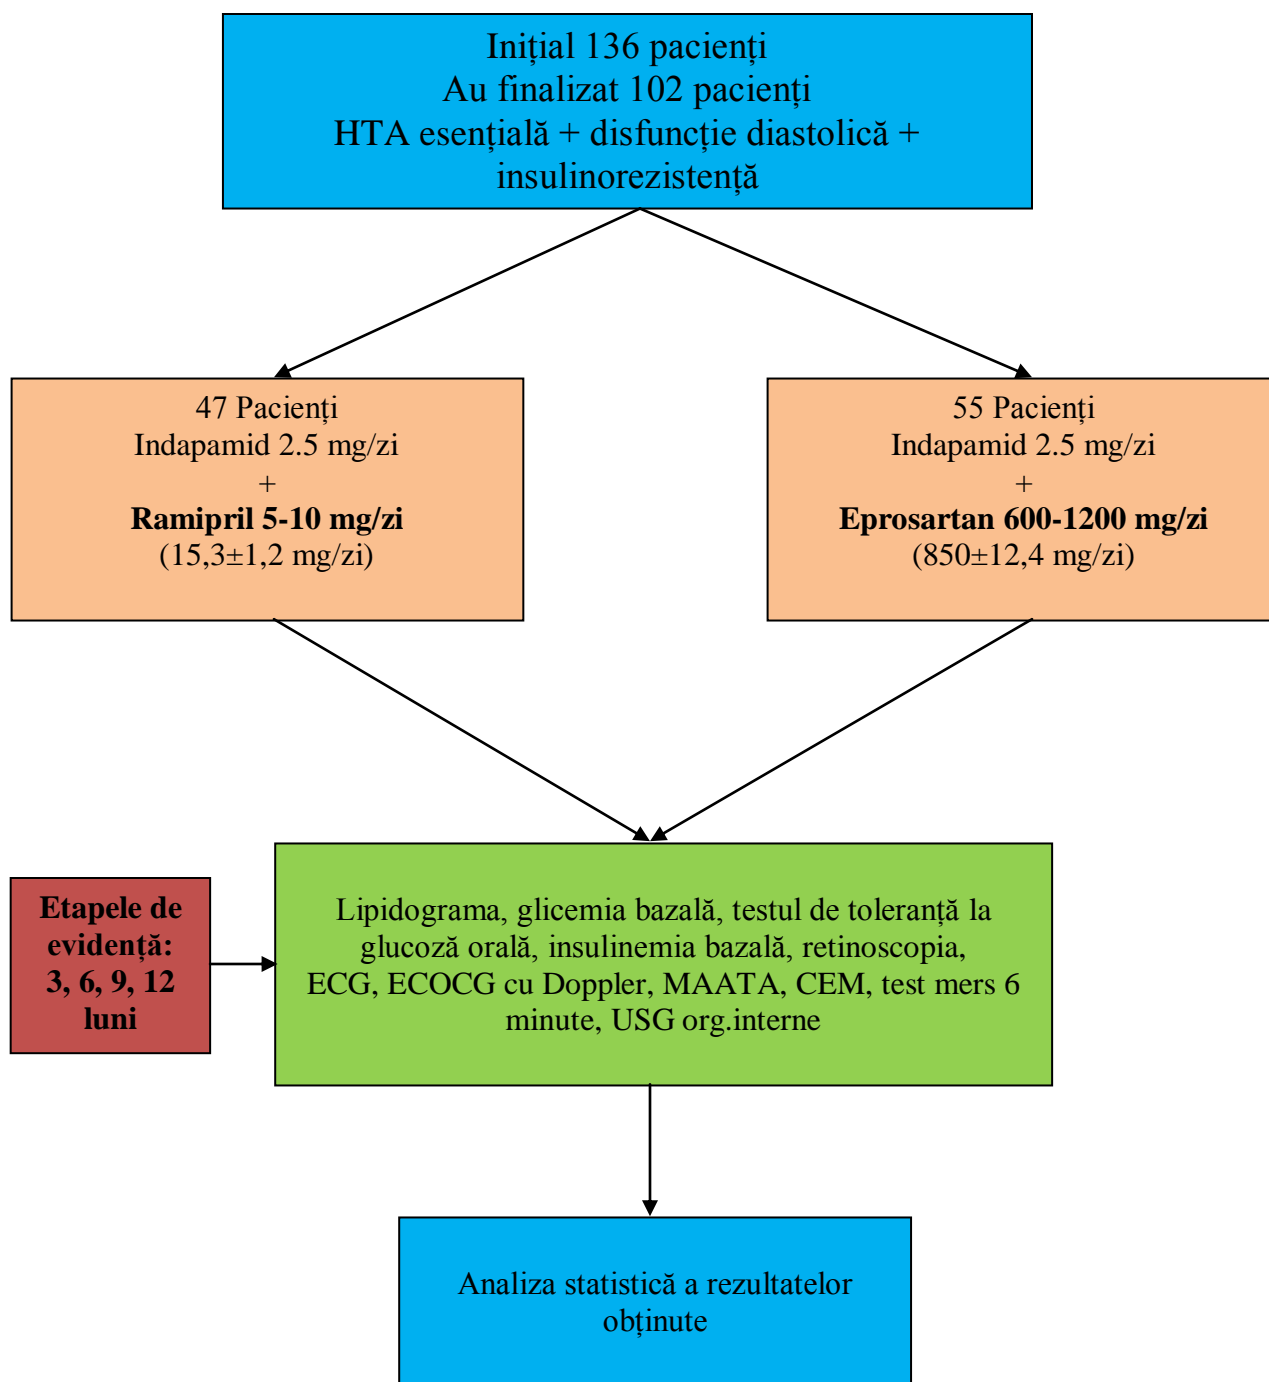 Inițial 136 pacienți
Au finalizat 102 pacienți
HTA esențială + disfuncție diastolică +
insulinorezistență
47 Pacienți
Indapamid 2.5 mg/zi
+
Ramipril 5-10 mg/zi
(15,3±1,2 mg/zi)
55 Pacienți
Indapamid 2.5 mg/zi
+
Eprosartan 600-1200 mg/zi
(850±12,4 mg/zi)
Etapele de
evidență:
3, 6, 9, 12
luni
Lipidograma, glicemia bazală, testul de toleranță la
glucoză orală, insulinemia bazală, retinoscopia,
ECG, ECOCG cu Doppler, MAATA, CEM, test mers 6
minute, USG org.interne
Analiza statistică a rezultatelor
obținute